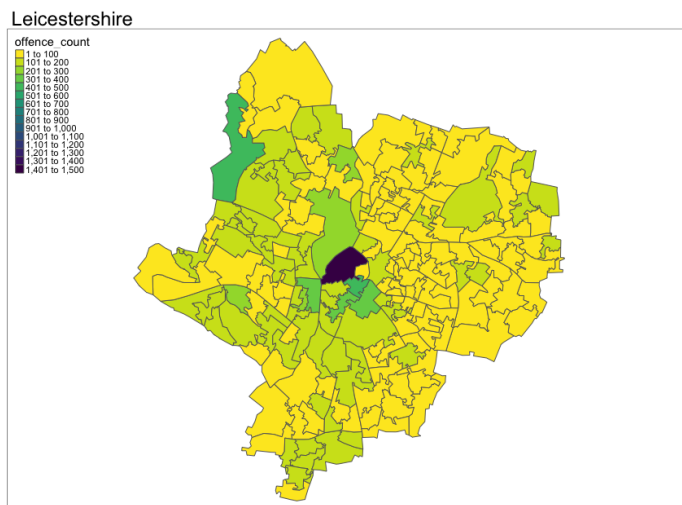 Leicestershire
offence_count
1 to 100
101 to 200
201 to 300
301 to 400
401 to 500
501 to 600
601 to 700
701 to 800
801 to 900
901 to 1,000
1,001 to 1,100
1,101 to 1,200
1,201 to 1,300
1,301 to 1,400
1,401 to 1,500